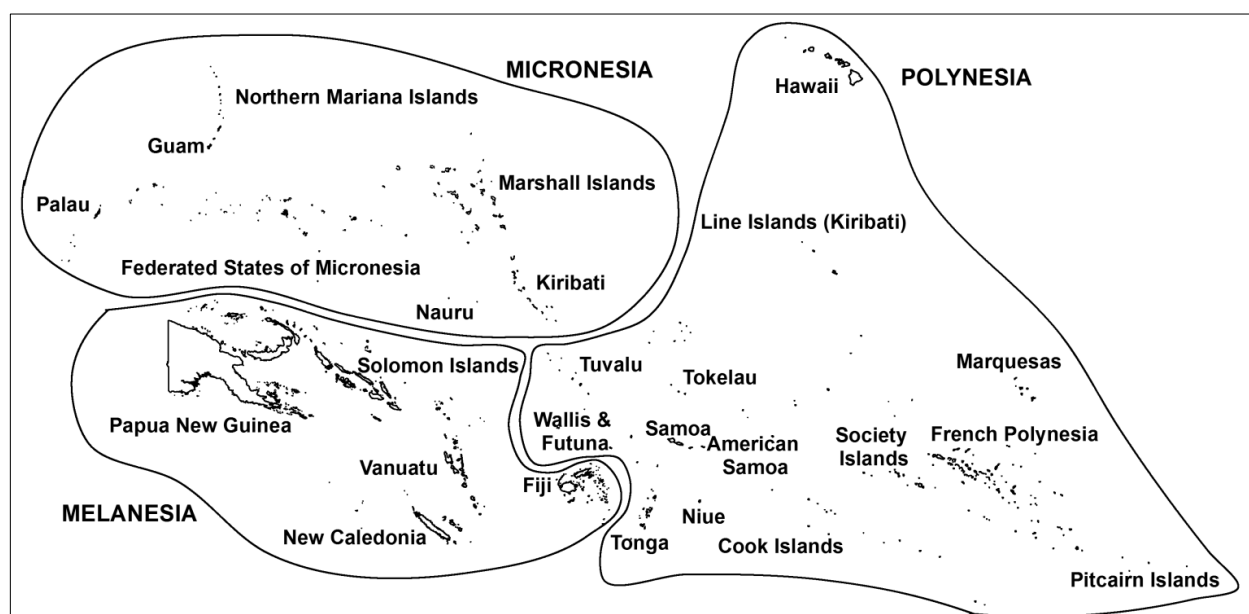 MICRONESIA
Northern Mariana Islands
Guam
Marshall Islands
Palau
Federated States of Micronesia
Kiribati
Nauru
POLYNESIA
Hawaii
Line Islands (Kiribati)
Tuvalu
Tokelau
Marquesas
Wallis &
Futuna
Samoa
American
Samoa
Society
Islands
French Polynesia
Niue
Tonga
Cook Islands
Pitcairn Islands
MELANESIA
Solomon Islands
Papua New Guinea
Vanuatu
Fiji
New Caledonia